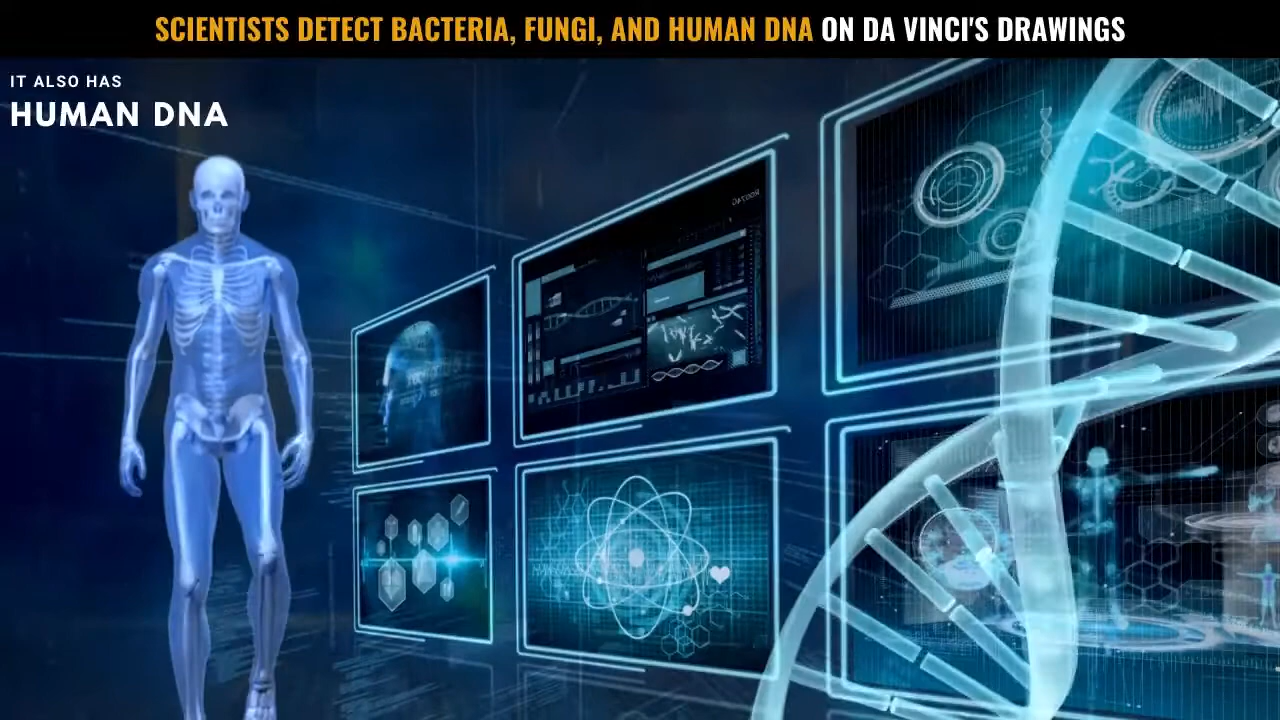 SCIENTISTS DETECT BACTERIA, FUNGI, AND HUMAN DNA ON DA VINCI'S DRAWINGS
IT ALSO HAS
HUMAN DNA